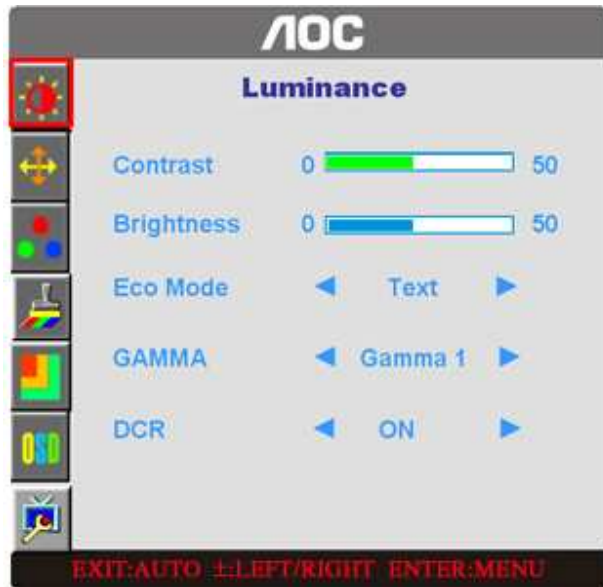 AOC
Luminance
Contrast 0 50
Brightness 0 50
Eco Mode Text
GAMMA Gamma 1
DCR ON
OSD
EXIT:AUTO ±:LEFT/RIGHT ENTER:MENU